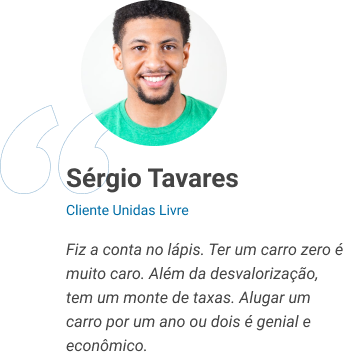 Sérgio Tavares
Cliente Unidas Livre
Fiz a conta no lápis. Ter um carro zero é
muito caro. Além da desvalorização,
tem um monte de taxas. Alugar um
carro por um ano ou dois é genial e
econômico.